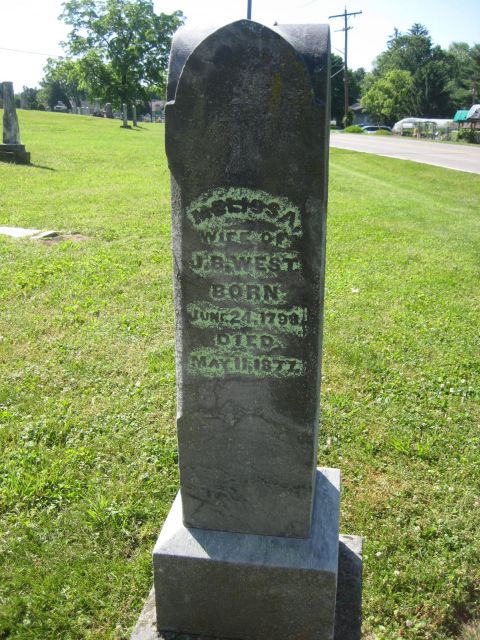 MELISSA
WIFE OF
J.B. WEST
BORN
JUNE 24, 1798
DIED
MAY 11, 1877